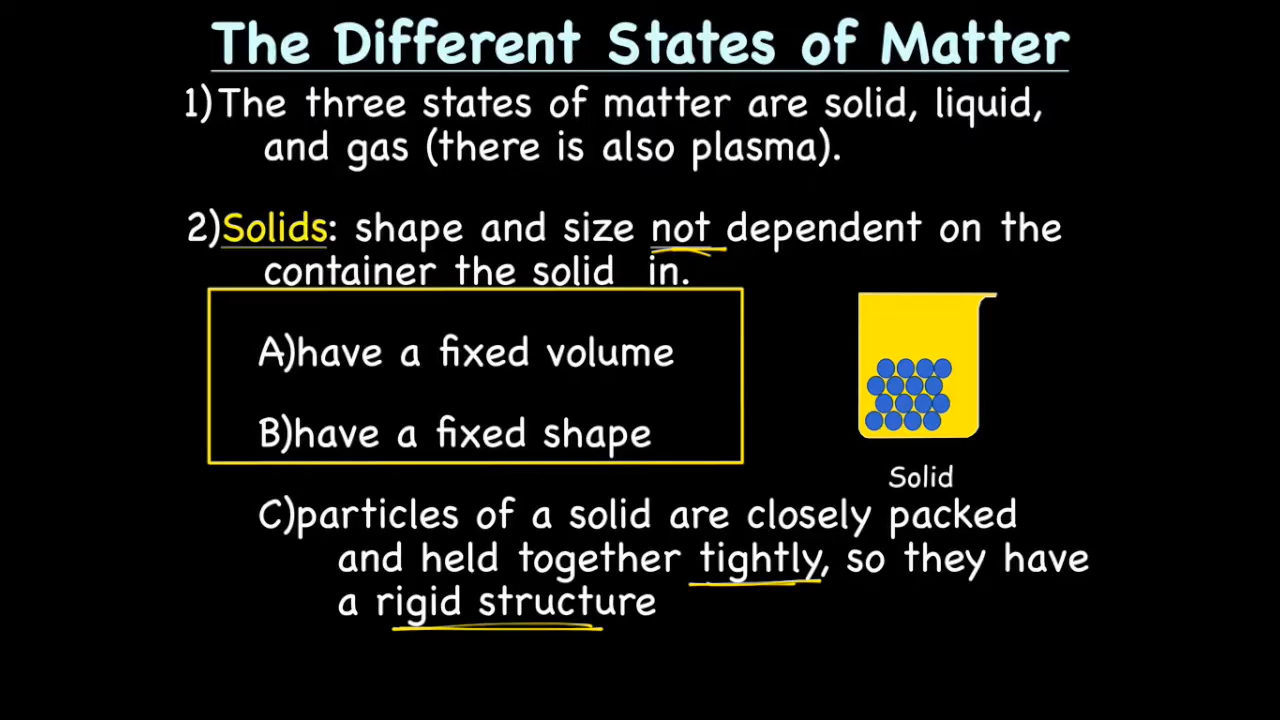 The Different States of Matter
1)The three states of matter are solid, liquid,
and gas (there is also plasma).
2)Solids: shape and size not dependent on the
container the solid in.
A)have a fixed volume
B)have a fixed shape
Solid
C)particles of a solid are closely packed
and held together tightly, so they have
a rigid structure